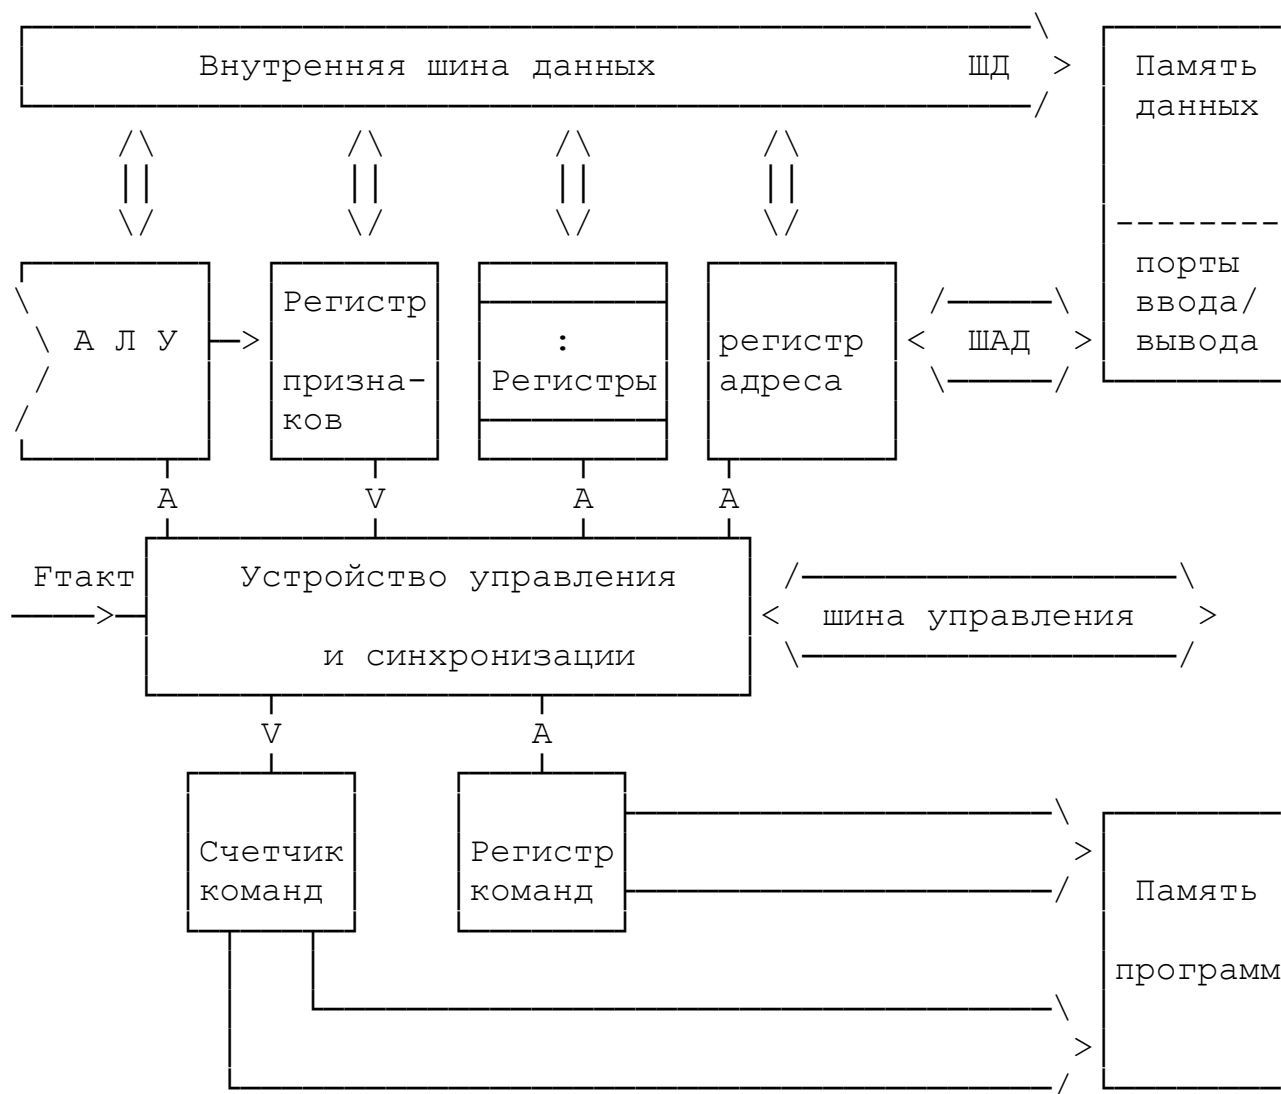 Внутренняя шина данных
ШД
Память
данных
порты
ввода/
вывода
А Л У
Регистр
призна-
ков
:
Регистры
регистр
адреса
ШАД
A
V
A
A
Fтакт
Устройство управления
и синхронизации
шина управления
V
A
Счетчик
команд
Регистр
команд
Память
программ